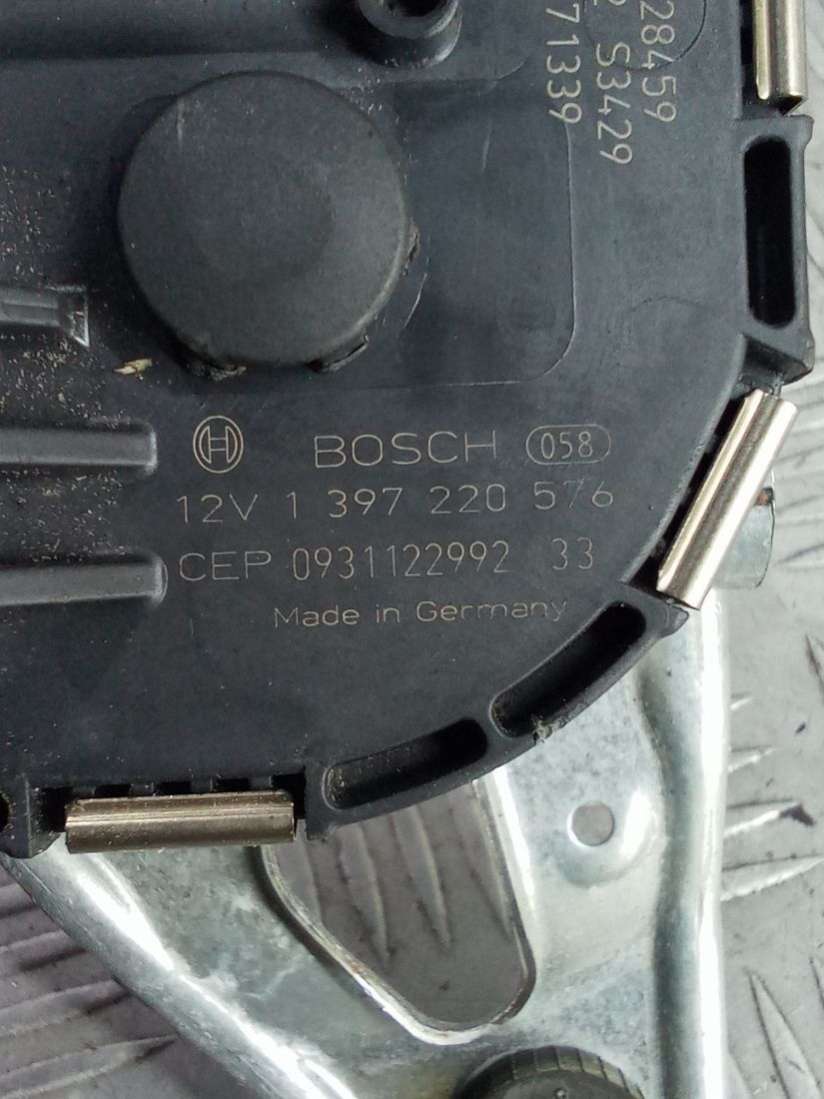 28459
S3429
71339
BOSCH 058
12V 1 397 220 576
CEP 0931122992 33
Made in Germany